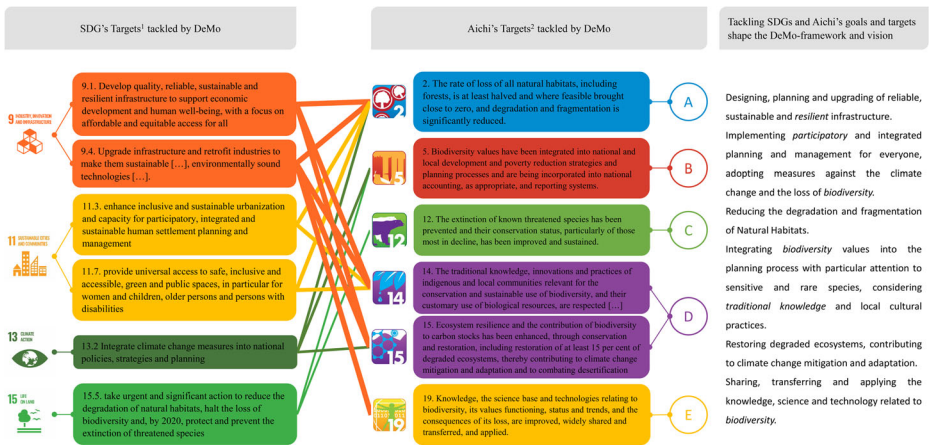 SDG's Targets¹ tackled by DeMo
Aichi's Targets² tackled by DeMo
Tackling SDGs and Aichi's goals and targets
shape the DeMo-framework and vision
9 INDUSTRY, INNOVATION
AND INFRASTRUCTURE
9.1. Develop quality, reliable, sustainable and
resilient infrastructure to support economic
development and human well-being, with a focus on
affordable and equitable access for all
9.4. Upgrade infrastructure and retrofit industries to
make them sustainable […], environmentally sound
technologies […].
11 SUSTAINABLE CITIES
AND COMMUNITIES
11.3. enhance inclusive and sustainable urbanization
and capacity for participatory, integrated and
sustainable human settlement planning and
management
11.7. provide universal access to safe, inclusive and
accessible, green and public spaces, in particular for
women and children, older persons and persons with
disabilities
13 CLIMATE
ACTION
13.2 Integrate climate change measures into national
policies, strategies and planning
15 LIFE
ON LAND
15.5. take urgent and significant action to reduce the
degradation of natural habitats, halt the loss of
biodiversity and, by 2020, protect and prevent the
extinction of threatened species
2
2. The rate of loss of all natural habitats, including
forests, is at least halved and where feasible brought
close to zero, and degradation and fragmentation is
significantly reduced.
A
5
5. Biodiversity values have been integrated into national and
local development and poverty reduction strategies and
planning processes and are being incorporated into national
accounting, as appropriate, and reporting systems.
B
12
12. The extinction of known threatened species has been
prevented and their conservation status, particularly of those
most in decline, has been improved and sustained.
C
14
14. The traditional knowledge, innovations and practices of
indigenous and local communities relevant for the
conservation and sustainable use of biodiversity, and their
customary use of biological resources, are respected […]
15
15. Ecosystem resilience and the contribution of biodiversity
to carbon stocks has been enhanced, through conservation
and restoration, including restoration of at least 15 per cent of
degraded ecosystems, thereby contributing to climate change
mitigation and adaptation and to combating desertification
D
19
19. Knowledge, the science base and technologies relating to
biodiversity, its values functioning, status and trends, and the
consequences of its loss, are improved, widely shared and
transferred, and applied.
E
Designing, planning and upgrading of reliable,
sustainable and resilient infrastructure.
Implementing participatory and integrated
planning and management for everyone,
adopting measures against the climate
change and the loss of biodiversity.
Reducing the degradation and fragmentation
of Natural Habitats.
Integrating biodiversity values into the
planning process with particular attention to
sensitive and rare species, considering
traditional knowledge and local cultural
practices.
Restoring degraded ecosystems, contributing
to climate change mitigation and adaptation.
Sharing, transferring and applying the
knowledge, science and technology related to
biodiversity.